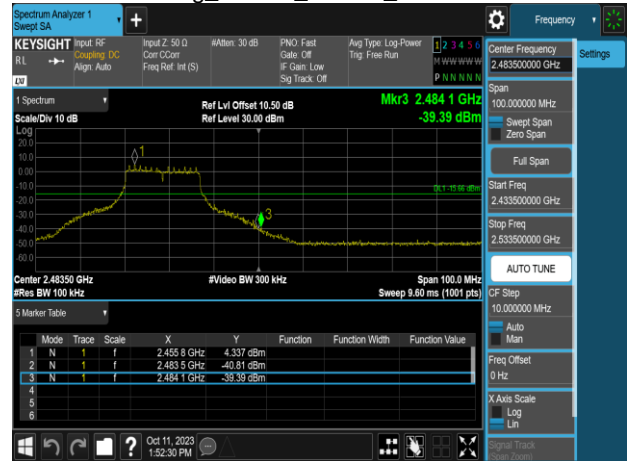 Spectrum Analyzer 1
Swept SA
Frequency
KEYSIGHT
RL
LXI
Input: RF
Coupling: DC
Align: Auto
Input Z: 50 Ω
Corr CCorr
Freq Ref: Int (S)
#Atten: 30 dB
PNO: Fast
Gate: Off
IF Gain: Low
Sig Track: Off
Avg Type: Log-Power
Trig: Free Run
1 2 3 4 5 6
M W W W W W
P N N N N N
Center Frequency
2.483500000 GHz
Settings
Span
100.000000 MHz
Swept Span
Zero Span
Full Span
Start Freq
2.433500000 GHz
Stop Freq
2.533500000 GHz
AUTO TUNE
CF Step
10.000000 MHz
Auto
Man
Freq Offset
0 Hz
X Axis Scale
Log
Lin
Signal Track
(Span Zoom)
1 Spectrum
Scale/Div 10 dB
Ref Lvl Offset 10.50 dB
Ref Level 30.00 dBm
Mkr3 2.484 1 GHz
-39.39 dBm
Log
20.0
10.0
0.00
-10.0
-20.0
-30.0
-40.0
-50.0
-60.0
1
3
DL1 -15.66 dBm
Center 2.48350 GHz
#Video BW 300 kHz
Span 100.0 MHz
#Res BW 100 kHz
Sweep 9.60 ms (1001 pts)
5 Marker Table
Mode Trace Scale X Y Function Function Width Function Value
1 N 1 f 2.455 8 GHz 4.337 dBm
2 N 1 f 2.483 5 GHz -40.81 dBm
3 N 1 f 2.484 1 GHz -39.39 dBm
4
5
6
?
Oct 11, 2023
1:52:30 PM